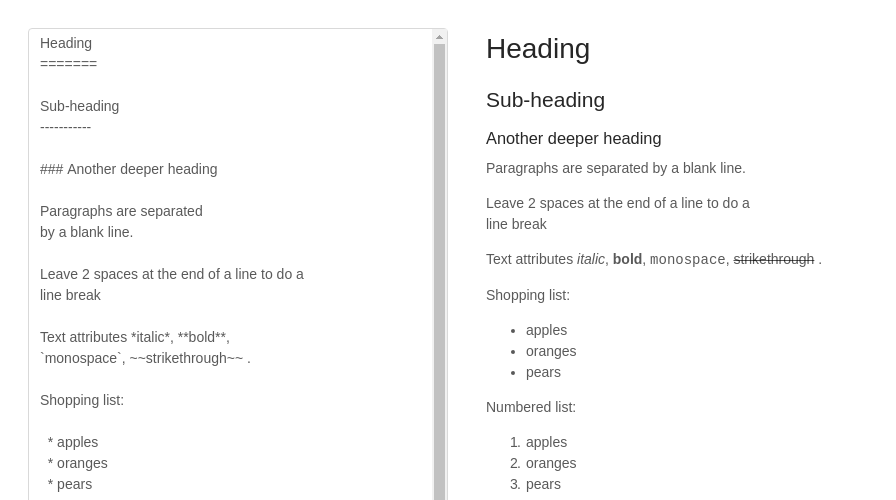 Heading
=======
Sub-heading
-----------
### Another deeper heading
Paragraphs are separated
by a blank line.
Leave 2 spaces at the end of a line to do a
line break
Text attributes *italic*, **bold**,
`monospace`, ~~strikethrough~~ .
Shopping list:
* apples
* oranges
* pears
Heading
Sub-heading
Another deeper heading
Paragraphs are separated by a blank line.
Leave 2 spaces at the end of a line to do a
line break
Text attributes italic, bold, monospace, strikethrough .
Shopping list:
• apples
• oranges
• pears
Numbered list:
1. apples
2. oranges
3. pears